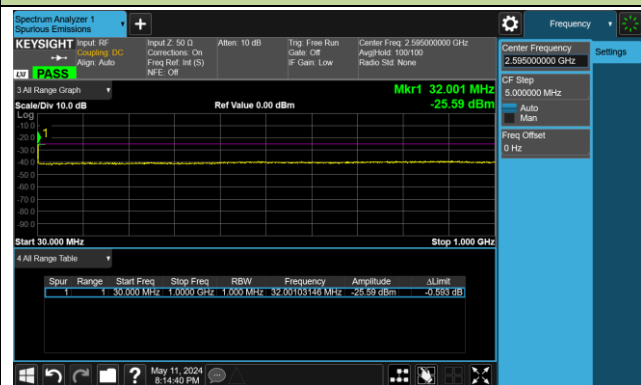 Spectrum Analyzer 1
Spurious Emissions
Frequency
KEYSIGHT
Input: RF
Coupling: DC
Align: Auto
Input Z: 50 Ω
Corrections: On
Freq Ref: Int (S)
NFE: Off
Atten: 10 dB
Trig: Free Run
Gate: Off
IF Gain: Low
Center Freq: 2.595000000 GHz
Avg|Hold: 100/100
Radio Std: None
LXI
PASS
Center Frequency
2.595000000 GHz
Settings
CF Step
5.000000 MHz
Auto
Man
Freq Offset
0 Hz
3 All Range Graph
Mkr1 32.001 MHz
Scale/Div 10.0 dB
Ref Value 0.00 dBm
-25.59 dBm
Log
1
-10.0
-20.0
-30.0
-40.0
-50.0
-60.0
-70.0
-80.0
-90.0
Start 30.000 MHz
Stop 1.000 GHz
4 All Range Table
Spur Range Start Freq Stop Freq RBW Frequency Amplitude ΔLimit
1 1 30.000 MHz 1.0000 GHz 1.000 MHz 32.00103146 MHz -25.59 dBm -0.593 dB
?
May 11, 2024
8:14:40 PM